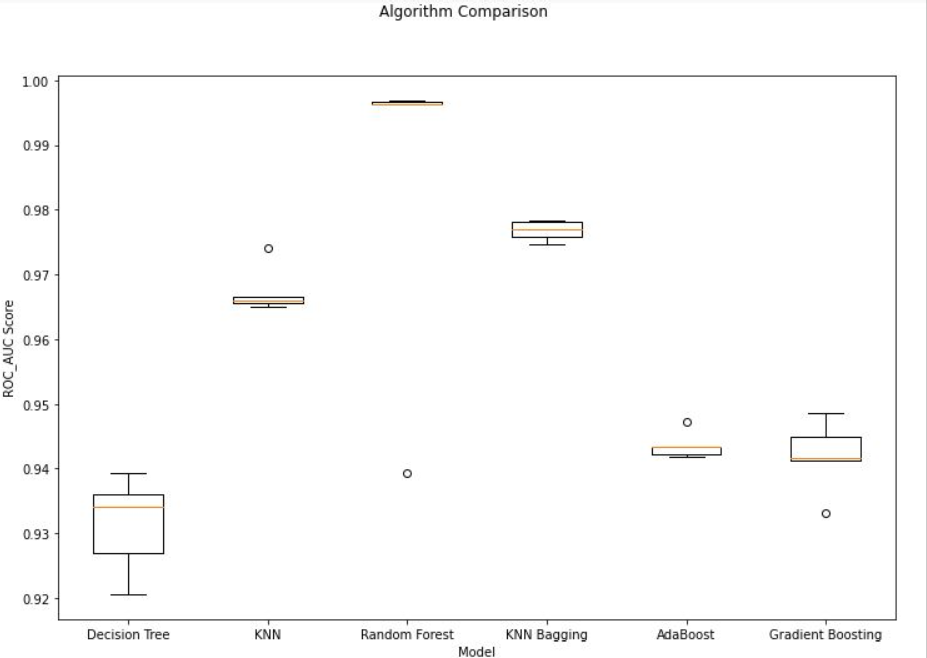 Algorithm Comparison
1.00
0.99
0.98
0.97
0.96
0.95
0.94
0.93
0.92
ROC_AUC Score
Decision Tree KNN Random Forest KNN Bagging AdaBoost Gradient Boosting
Model